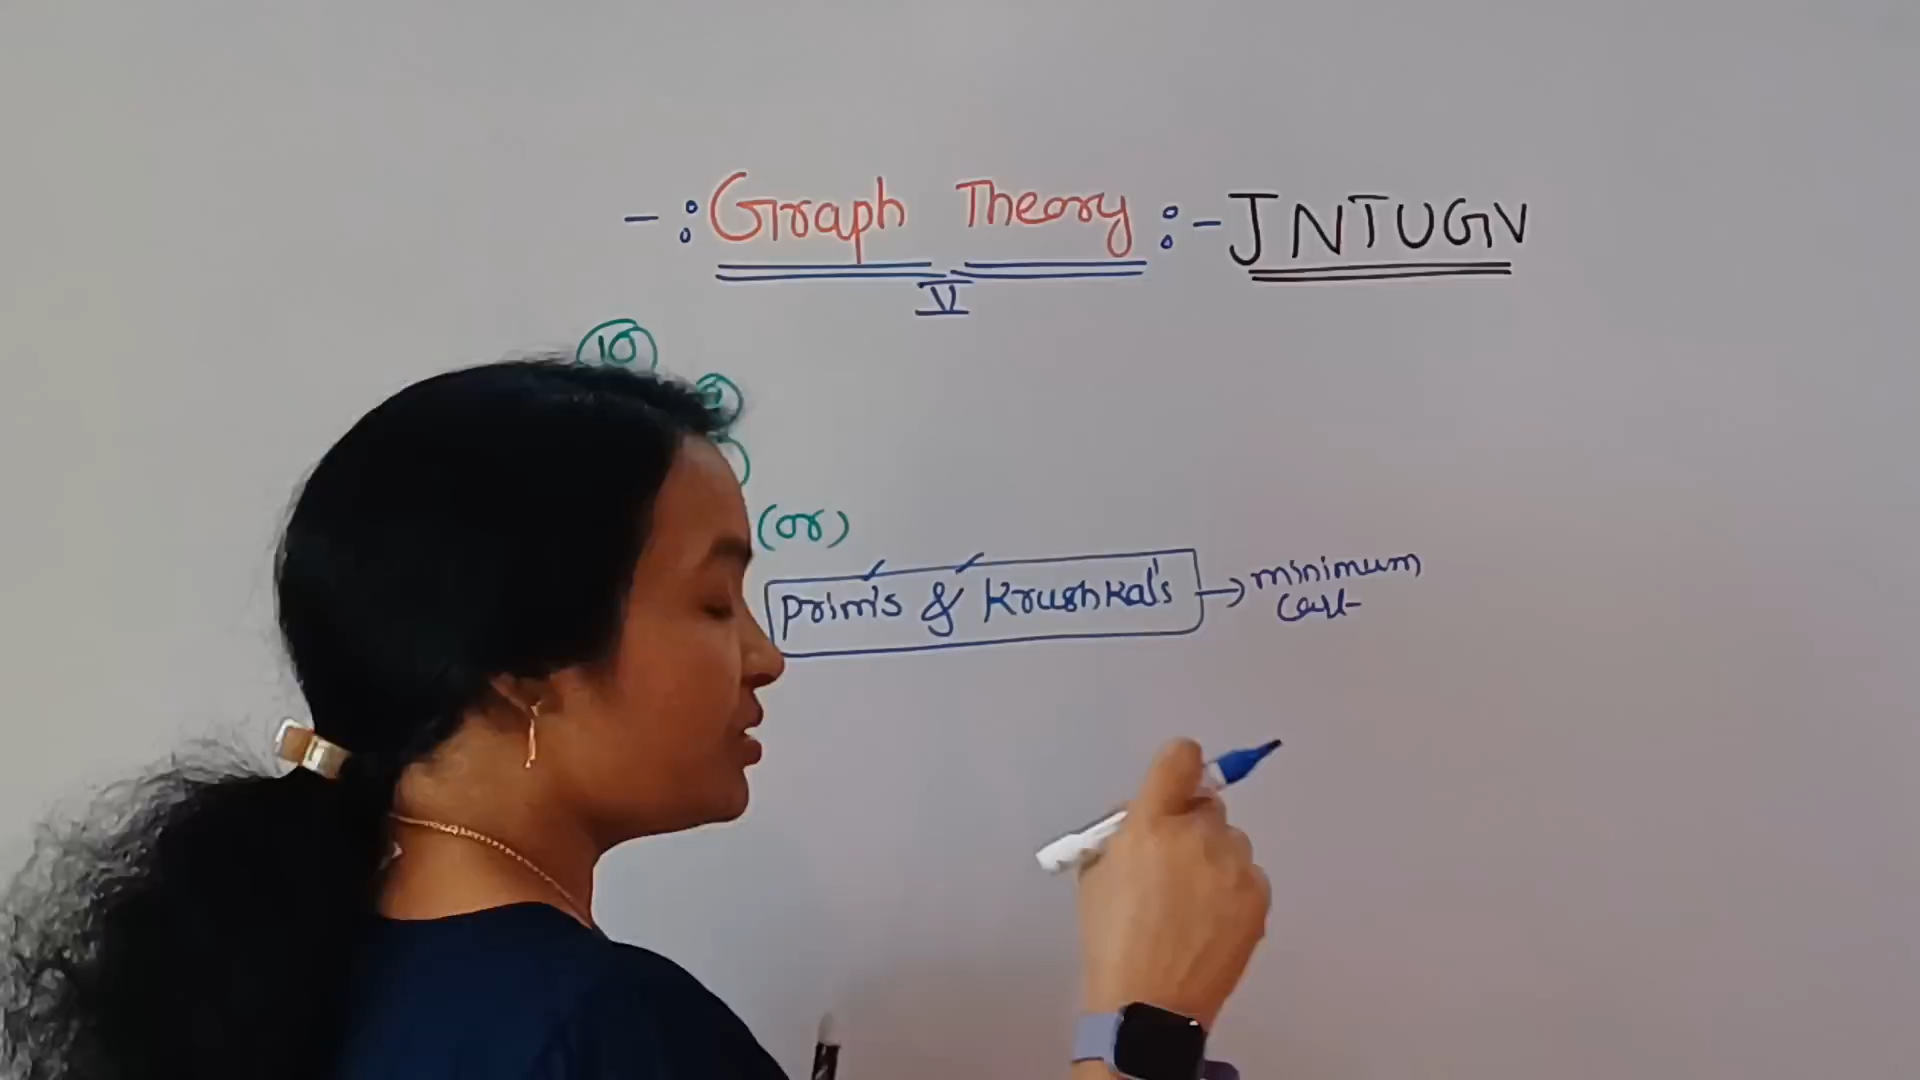 -: Graph Theory :- JNTUGV
V
10
(or)
Prim's & Krushkal's → minimum
cost